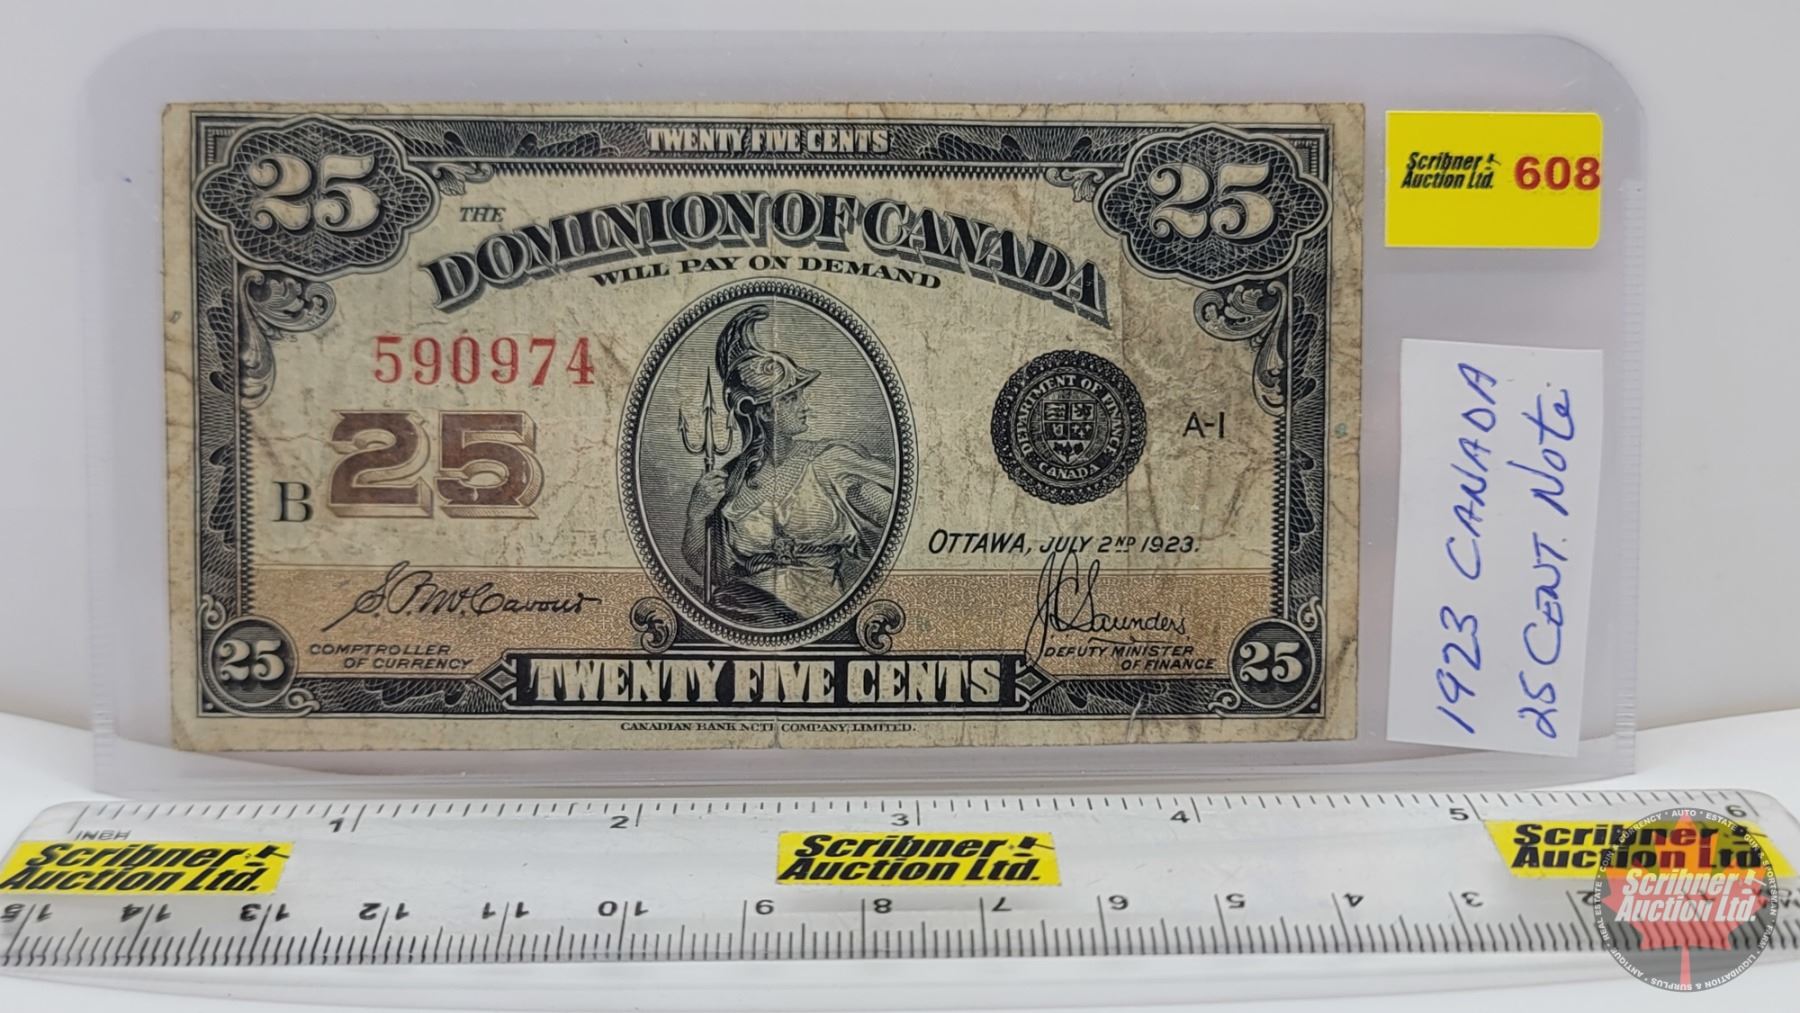 TWENTY FIVE CENTS
25
25
THE
DOMINION OF CANADA
WILL PAY ON DEMAND
590974
25
B
DEPARTMENT OF FINANCE
CANADA
A-1
OTTAWA, JULY 2ND 1923.
COMPTROLLER
OF CURRENCY
J C Saunders
DEPUTY MINISTER
OF FINANCE
25
TWENTY FIVE CENTS
25
CANADIAN BANK NOTE COMPANY, LIMITED.
Scribner
Auction Ltd.
608
1923 CANADA
25 CENT. NOTE.
INCH
1 2 3 4 5 6
Scribner
Auction Ltd.
Scribner
Auction Ltd.
Scribner
Auction Ltd.
15 14 13 12 11 10 9 8 7 6 5 4 3 2 1
Scribner
Auction Ltd.